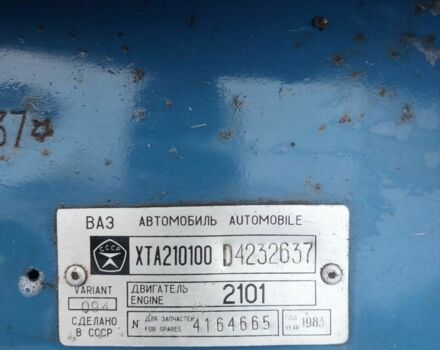 37☆
ВАЗ АВТОМОБИЛЬ AUTOMOBILE
СССР XTA210100 D4232637
VARIANT 094 ДВИГАТЕЛЬ ENGINE 2101
СДЕЛАНО В СССР N ДЛЯ ЗАПЧАСТЕЙ FOR SPARES 4164665 ГОД YEAR 1983